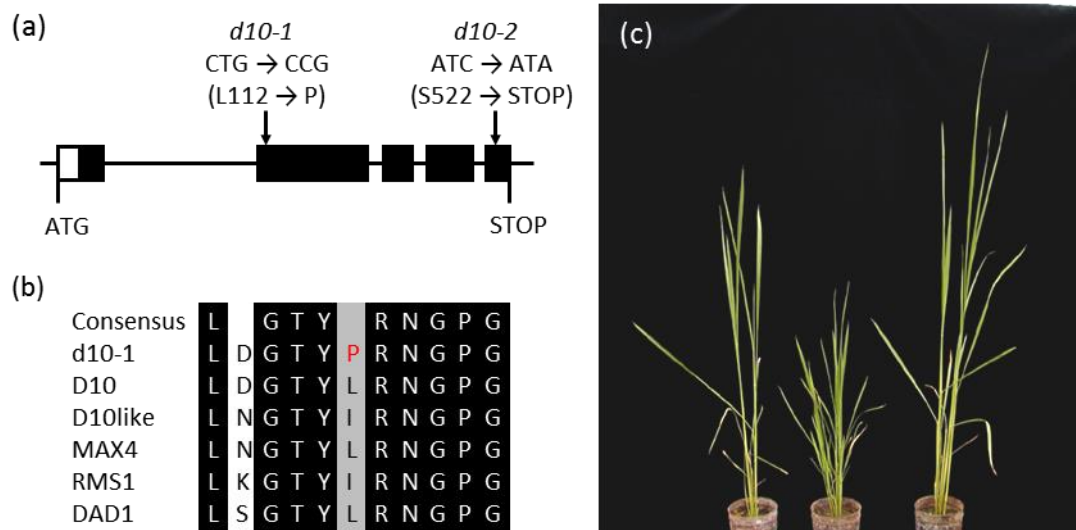 (a)
d10-1
CTG → CCG
(L112 → P)
d10-2
ATC → ATA
(S522 → STOP)
ATG
STOP
(b)
Consensus L G T Y R N G P G
d10-1 L D G T Y P R N G P G
D10 L D G T Y L R N G P G
D10like L N G T Y I R N G P G
MAX4 L N G T Y L R N G P G
RMS1 L K G T Y I R N G P G
DAD1 L S G T Y L R N G P G
(c)